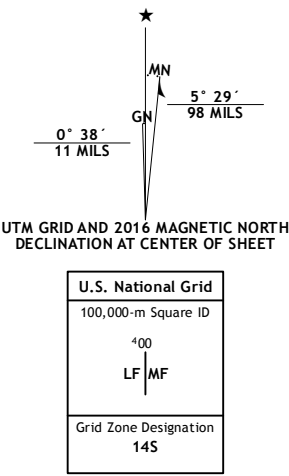 ★
MN
GN
5° 29´
98 MILS
0° 38´
11 MILS
UTM GRID AND 2016 MAGNETIC NORTH
DECLINATION AT CENTER OF SHEET
U.S. National Grid
100,000-m Square ID
⁴00
LF MF
Grid Zone Designation
14S